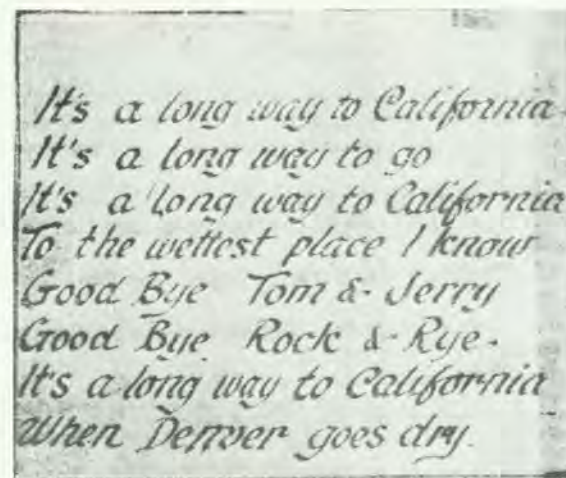 It's a long way to California.
It's a long way to go
It's a long way to California
To the wettest place I know
Good Bye Tom & Jerry
Good Bye Rock & Rye.
It's a long way to California
When Denver goes dry.